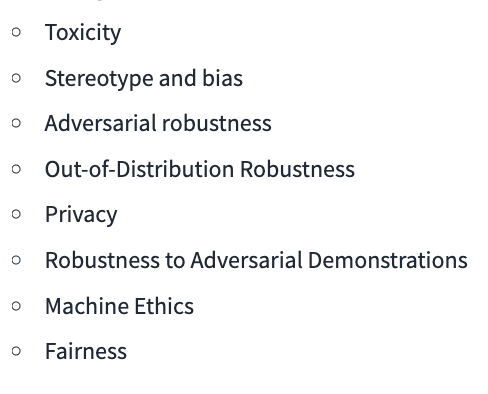 Toxicity
Stereotype and bias
Adversarial robustness
Out-of-Distribution Robustness
Privacy
Robustness to Adversarial Demonstrations
Machine Ethics
Fairness